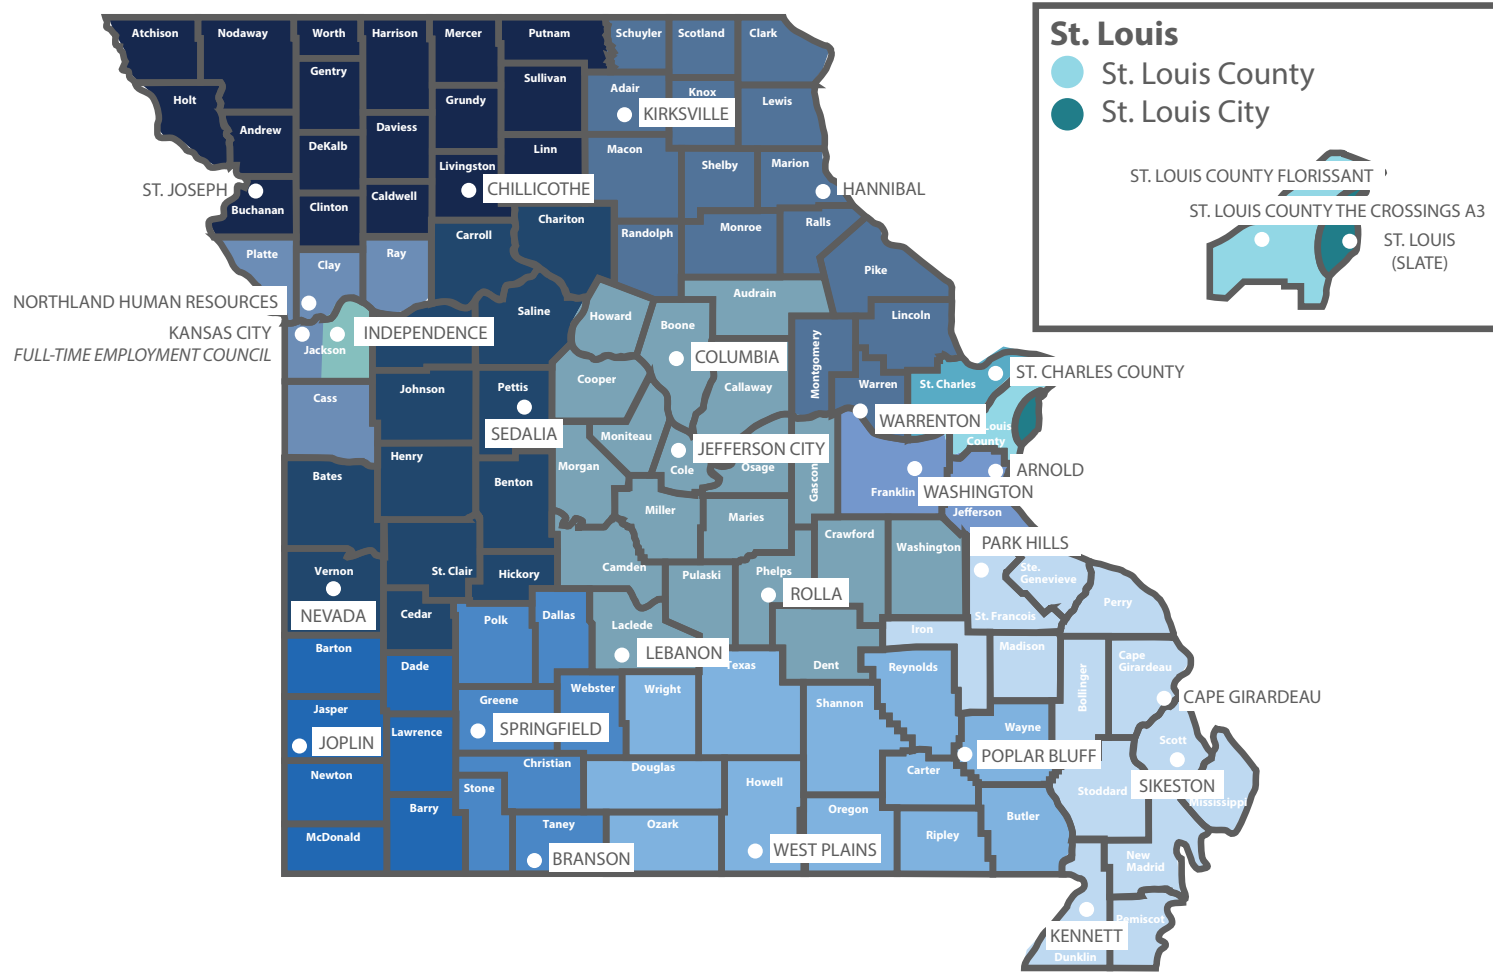 Atchison
Nodaway
Worth
Harrison
Mercer
Putnam
Schuyler
Scotland
Clark
St. Louis
St. Louis County
St. Louis City
ST. LOUIS COUNTY FLORISSANT
ST. LOUIS COUNTY THE CROSSINGS A3
ST. LOUIS
(SLATE)
Gentry
Sullivan
Adair
Knox
Lewis
Holt
Grundy
KIRKSVILLE
Andrew
DeKalb
Daviess
Linn
Macon
Livingston
Shelby
Marion
ST. JOSEPH
CHILLICOTHE
HANNIBAL
Buchanan
Clinton
Caldwell
Chariton
Carroll
Randolph
Monroe
Ralls
Platte
Clay
Ray
Pike
Audrain
NORTHLAND HUMAN RESOURCES
Saline
Howard
Boone
Lincoln
KANSAS CITY
FULL-TIME EMPLOYMENT COUNCIL
INDEPENDENCE
Jackson
COLUMBIA
Montgomery
ST. CHARLES COUNTY
Cass
Johnson
Pettis
Cooper
Callaway
Warren
St. Charles
SEDALIA
WARRENTON
Louis
County
Moniteau
JEFFERSON CITY
Henry
Bates
Benton
Morgan
Cole
Osage
Gascon
Franklin
WASHINGTON
ARNOLD
Jefferson
Miller
Maries
Crawford
Washington
PARK HILLS
Vernon
St. Clair
Hickory
Camden
Pulaski
Phelps
Ste.
Genevieve
NEVADA
ROLLA
Cedar
Polk
Dallas
Laclede
St. Francois
Perry
Iron
Barton
Dade
LEBANON
Texas
Dent
Reynolds
Madison
Bollinger
Cape
Girardeau
CAPE GIRARDEAU
Jasper
Greene
Webster
Wright
Shannon
JOPLIN
Lawrence
SPRINGFIELD
Wayne
Scott
Newton
Christian
Douglas
Howell
Carter
POPLAR BLUFF
SIKESTON
Stone
Stoddard
Mississippi
McDonald
Barry
Taney
Ozark
Oregon
Ripley
Butler
BRANSON
WEST PLAINS
New
Madrid
Pemiscot
KENNETT
Dunklin